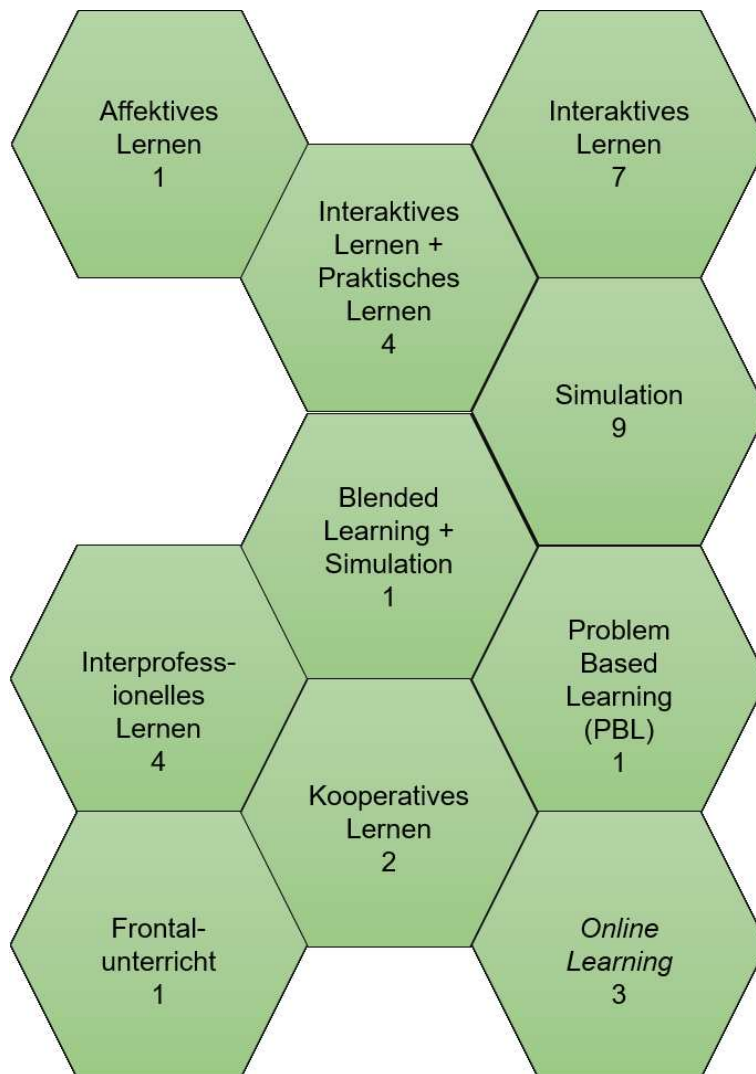 Affektives
Lernen
1
Interaktives
Lernen
7
Interaktives
Lernen +
Praktisches
Lernen
4
Simulation
9
Blended
Learning +
Simulation
1
Interprofess-
ionelles
Lernen
4
Problem
Based
Learning
(PBL)
1
Kooperatives
Lernen
2
Frontal-
unterricht
1
Online
Learning
3